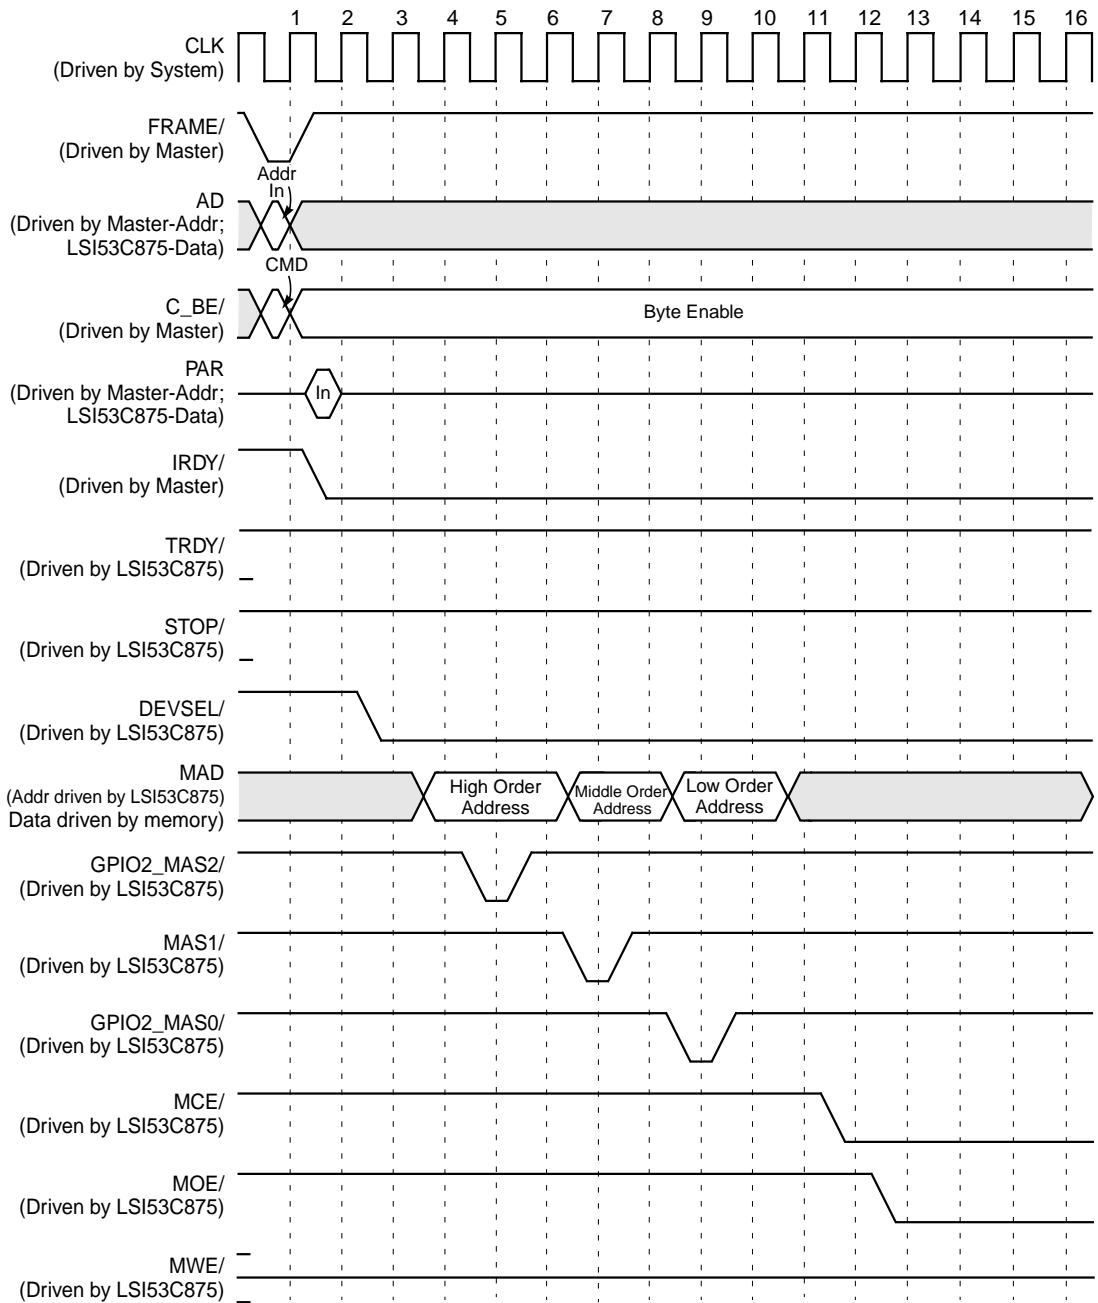 1 2 3 4 5 6 7 8 9 10 11 12 13 14 15 16
CLK
(Driven by System)
FRAME/
(Driven by Master)
Addr
In
AD
(Driven by Master-Addr;
LSI53C875-Data)
CMD
C_BE/
(Driven by Master)
Byte Enable
PAR
(Driven by Master-Addr;
LSI53C875-Data)
In
IRDY/
(Driven by Master)
TRDY/
(Driven by LSI53C875)
STOP/
(Driven by LSI53C875)
DEVSEL/
(Driven by LSI53C875)
MAD
(Addr driven by LSI53C875)
Data driven by memory)
High Order
Address
Middle Order
Address
Low Order
Address
GPIO2_MAS2/
(Driven by LSI53C875)
MAS1/
(Driven by LSI53C875)
GPIO2_MAS0/
(Driven by LSI53C875)
MCE/
(Driven by LSI53C875)
MOE/
(Driven by LSI53C875)
MWE/
(Driven by LSI53C875)